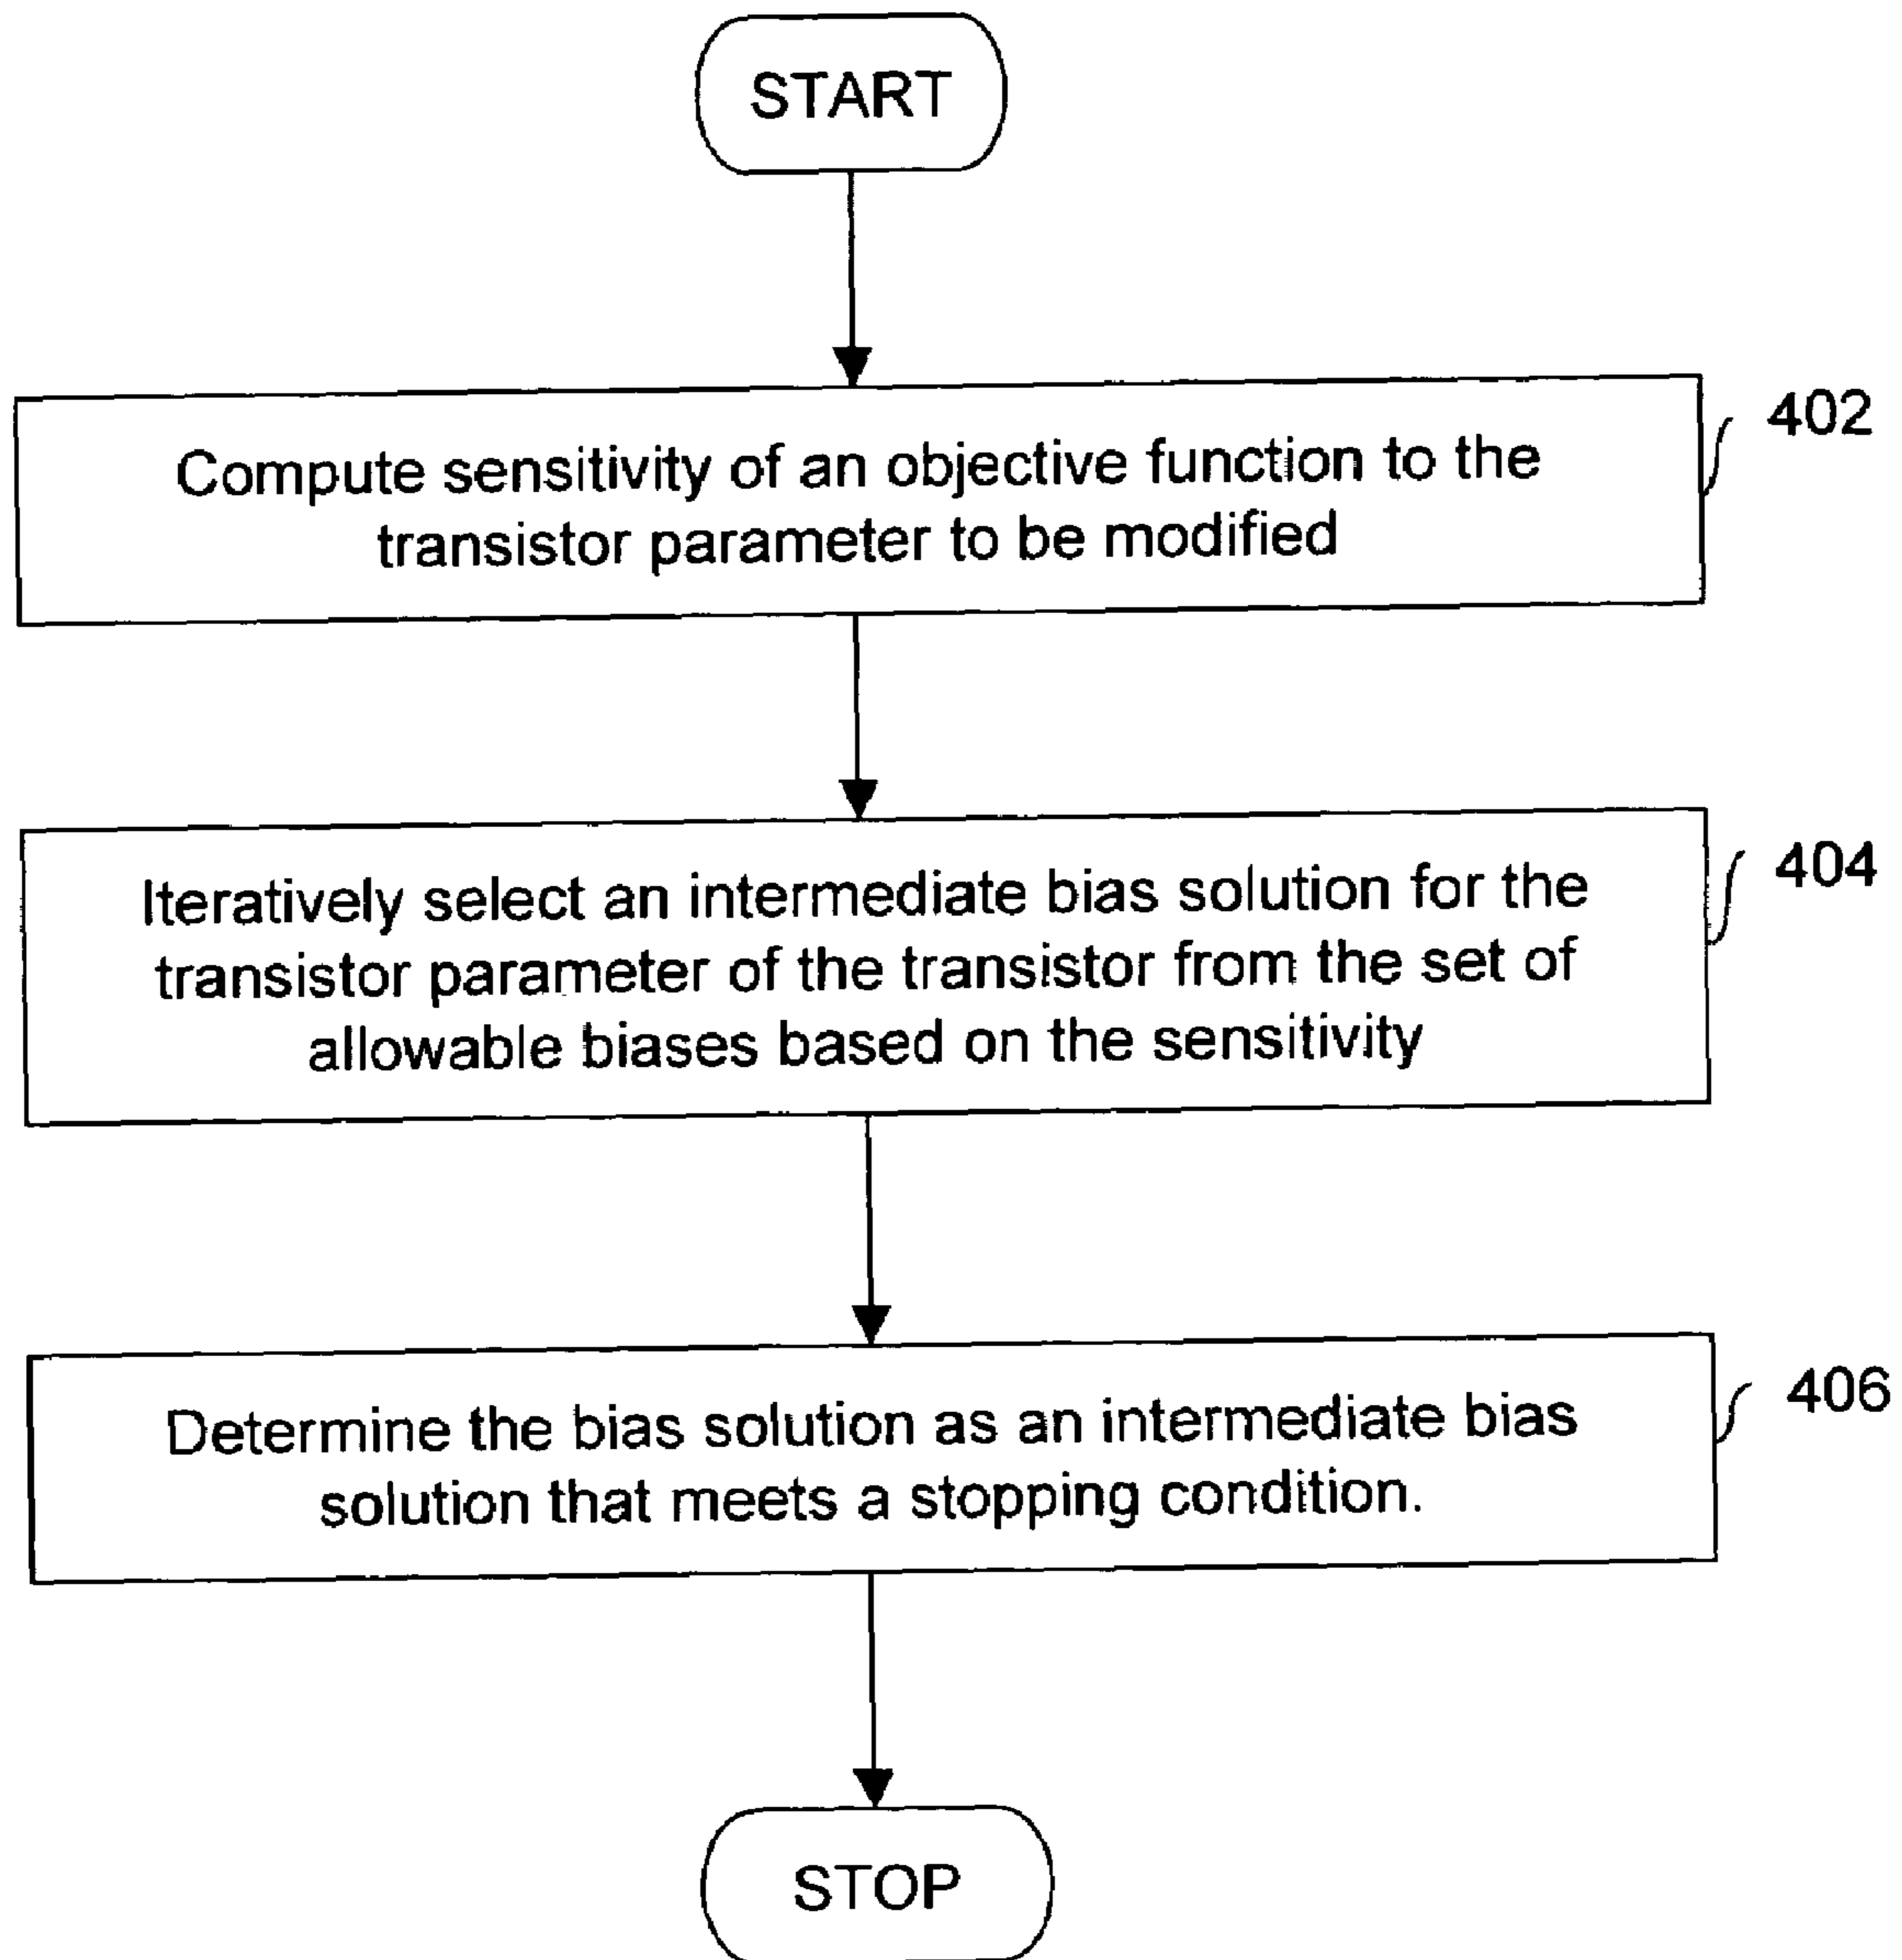 START
402
Compute sensitivity of an objective function to the
transistor parameter to be modified
404
Iteratively select an intermediate bias solution for the
transistor parameter of the transistor from the set of
allowable biases based on the sensitivity
406
Determine the bias solution as an intermediate bias
solution that meets a stopping condition.
STOP